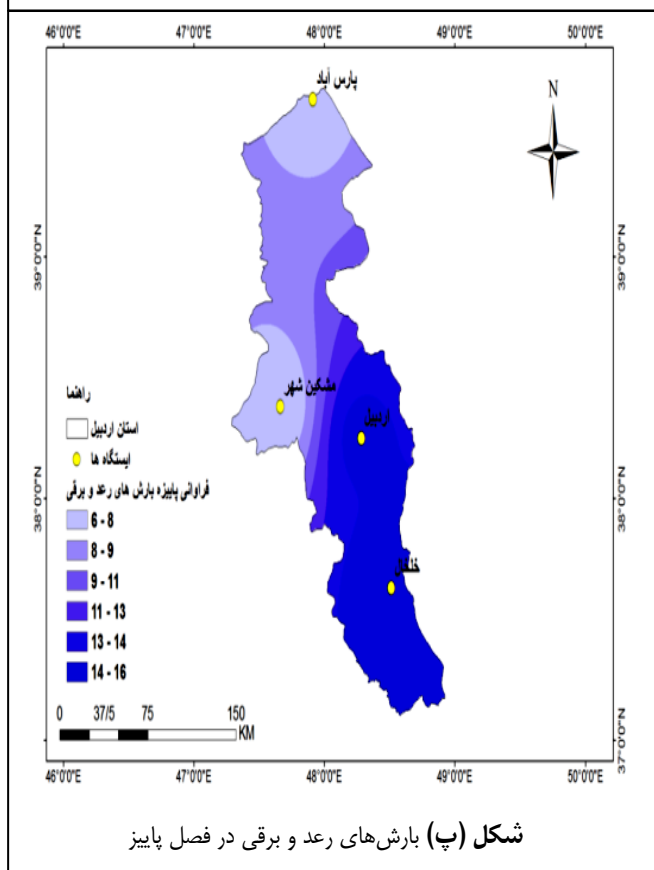 46°0'0"E 47°0'0"E 48°0'0"E 49°0'0"E 50°0'0"E
پارس آباد
N
39°0'0"N 39°0'0"N
مشکین شهر
راهنما
اردبیل
استان اردبیل
ایستگاه ها
فراوانی پاییزه بارش های رعد و برقی
38°0'0"N 38°0'0"N
6 - 8
8 - 9
خلخال
9 - 11
11 - 13
13 - 14
14 - 16
0 37/5 75 150
KM
37°0'0"N 37°0'0"N
46°0'0"E 47°0'0"E 48°0'0"E 49°0'0"E 50°0'0"E
شکل (پ) بارش‌های رعد و برقی در فصل پاییز